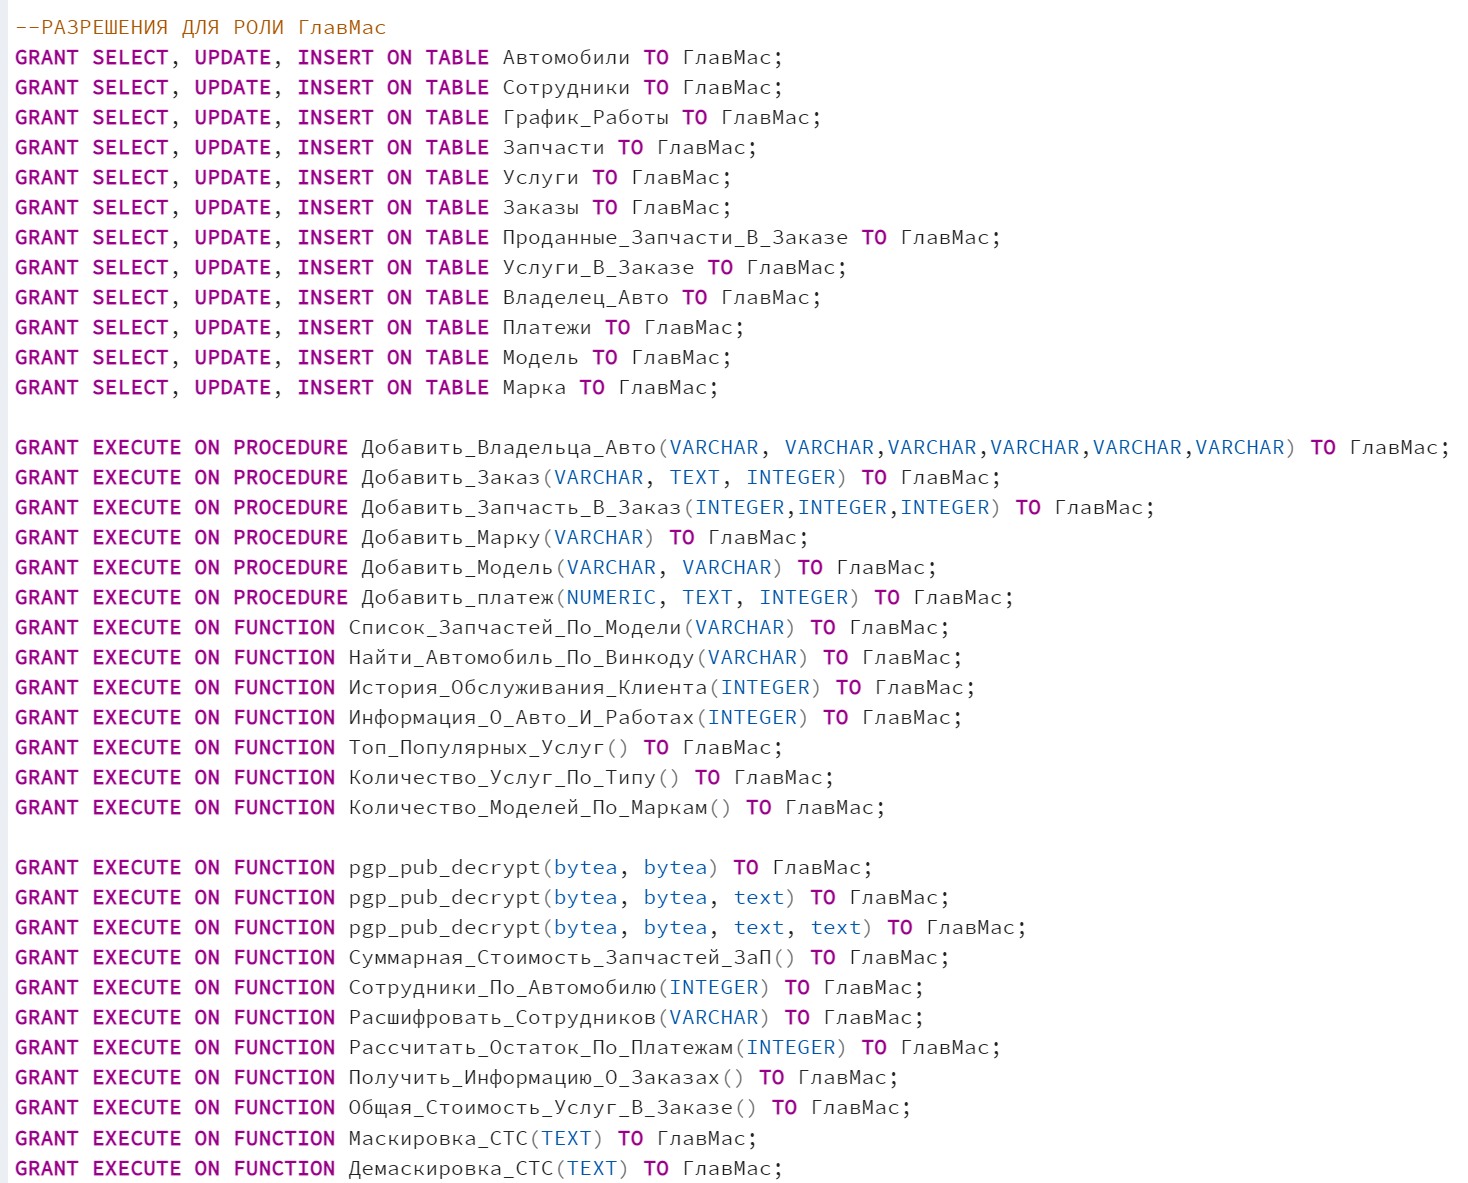 --РАЗРЕШЕНИЯ ДЛЯ РОЛИ ГлавМас
GRANT SELECT, UPDATE, INSERT ON TABLE Автомобили TO ГлавМас;
GRANT SELECT, UPDATE, INSERT ON TABLE Сотрудники TO ГлавМас;
GRANT SELECT, UPDATE, INSERT ON TABLE График_Работы TO ГлавМас;
GRANT SELECT, UPDATE, INSERT ON TABLE Запчасти TO ГлавМас;
GRANT SELECT, UPDATE, INSERT ON TABLE Услуги TO ГлавМас;
GRANT SELECT, UPDATE, INSERT ON TABLE Заказы TO ГлавМас;
GRANT SELECT, UPDATE, INSERT ON TABLE Проданные_Запчасти_В_Заказе TO ГлавМас;
GRANT SELECT, UPDATE, INSERT ON TABLE Услуги_В_Заказе TO ГлавМас;
GRANT SELECT, UPDATE, INSERT ON TABLE Владелец_Авто TO ГлавМас;
GRANT SELECT, UPDATE, INSERT ON TABLE Платежи TO ГлавМас;
GRANT SELECT, UPDATE, INSERT ON TABLE Модель TO ГлавМас;
GRANT SELECT, UPDATE, INSERT ON TABLE Марка TO ГлавМас;
GRANT EXECUTE ON PROCEDURE Добавить_Владельца_Авто(VARCHAR, VARCHAR,VARCHAR,VARCHAR,VARCHAR,VARCHAR) TO ГлавМас;
GRANT EXECUTE ON PROCEDURE Добавить_Заказ(VARCHAR, TEXT, INTEGER) TO ГлавМас;
GRANT EXECUTE ON PROCEDURE Добавить_Запчасть_В_Заказ(INTEGER,INTEGER,INTEGER) TO ГлавМас;
GRANT EXECUTE ON PROCEDURE Добавить_Марку(VARCHAR) TO ГлавМас;
GRANT EXECUTE ON PROCEDURE Добавить_Модель(VARCHAR, VARCHAR) TO ГлавМас;
GRANT EXECUTE ON PROCEDURE Добавить_платеж(NUMERIC, TEXT, INTEGER) TO ГлавМас;
GRANT EXECUTE ON FUNCTION Список_Запчастей_По_Модели(VARCHAR) TO ГлавМас;
GRANT EXECUTE ON FUNCTION Найти_Автомобиль_По_Винкоду(VARCHAR) TO ГлавМас;
GRANT EXECUTE ON FUNCTION История_Обслуживания_Клиента(INTEGER) TO ГлавМас;
GRANT EXECUTE ON FUNCTION Информация_О_Авто_И_Работах(INTEGER) TO ГлавМас;
GRANT EXECUTE ON FUNCTION Топ_Популярных_Услуг() TO ГлавМас;
GRANT EXECUTE ON FUNCTION Количество_Услуг_По_Типу() TO ГлавМас;
GRANT EXECUTE ON FUNCTION Количество_Моделей_По_Маркам() TO ГлавМас;
GRANT EXECUTE ON FUNCTION pgp_pub_decrypt(bytea, bytea) TO ГлавМас;
GRANT EXECUTE ON FUNCTION pgp_pub_decrypt(bytea, bytea, text) TO ГлавМас;
GRANT EXECUTE ON FUNCTION pgp_pub_decrypt(bytea, bytea, text, text) TO ГлавМас;
GRANT EXECUTE ON FUNCTION Суммарная_Стоимость_Запчастей_ЗаП() TO ГлавМас;
GRANT EXECUTE ON FUNCTION Сотрудники_По_Автомобилю(INTEGER) TO ГлавМас;
GRANT EXECUTE ON FUNCTION Расшифровать_Сотрудников(VARCHAR) TO ГлавМас;
GRANT EXECUTE ON FUNCTION Рассчитать_Остаток_По_Платежам(INTEGER) TO ГлавМас;
GRANT EXECUTE ON FUNCTION Получить_Информацию_О_Заказах() TO ГлавМас;
GRANT EXECUTE ON FUNCTION Общая_Стоимость_Услуг_В_Заказе() TO ГлавМас;
GRANT EXECUTE ON FUNCTION Маскировка_СТС(TEXT) TO ГлавМас;
GRANT EXECUTE ON FUNCTION Демаскировка_СТС(TEXT) TO ГлавМас;